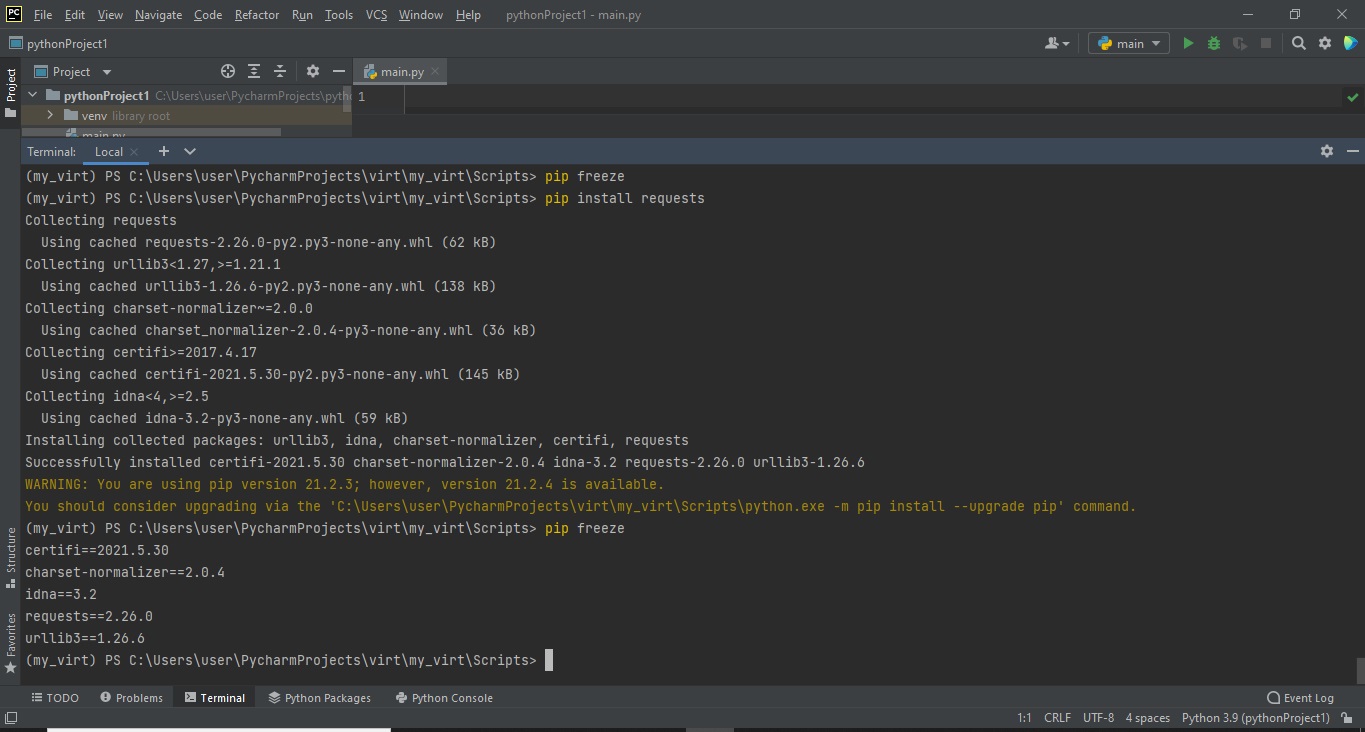 PC File Edit View Navigate Code Refactor Run Tools VCS Window Help pythonProject1 - main.py
pythonProject1
main
Project
Project
main.py
pythonProject1 C:\Users\user\PycharmProjects\pytho
1
venv library root
main.py
Terminal: Local
(my_virt) PS C:\Users\user\PycharmProjects\virt\my_virt\Scripts> pip freeze
(my_virt) PS C:\Users\user\PycharmProjects\virt\my_virt\Scripts> pip install requests
Collecting requests
Using cached requests-2.26.0-py2.py3-none-any.whl (62 kB)
Collecting urllib3<1.27,>=1.21.1
Using cached urllib3-1.26.6-py2.py3-none-any.whl (138 kB)
Collecting charset-normalizer~=2.0.0
Using cached charset_normalizer-2.0.4-py3-none-any.whl (36 kB)
Collecting certifi>=2017.4.17
Using cached certifi-2021.5.30-py2.py3-none-any.whl (145 kB)
Collecting idna<4,>=2.5
Using cached idna-3.2-py3-none-any.whl (59 kB)
Installing collected packages: urllib3, idna, charset-normalizer, certifi, requests
Successfully installed certifi-2021.5.30 charset-normalizer-2.0.4 idna-3.2 requests-2.26.0 urllib3-1.26.6
WARNING: You are using pip version 21.2.3; however, version 21.2.4 is available.
You should consider upgrading via the 'C:\Users\user\PycharmProjects\virt\my_virt\Scripts\python.exe -m pip install --upgrade pip' command.
(my_virt) PS C:\Users\user\PycharmProjects\virt\my_virt\Scripts> pip freeze
certifi==2021.5.30
charset-normalizer==2.0.4
idna==3.2
requests==2.26.0
urllib3==1.26.6
(my_virt) PS C:\Users\user\PycharmProjects\virt\my_virt\Scripts>
Structure
Favorites
TODO Problems Terminal Python Packages Python Console Event Log
1:1 CRLF UTF-8 4 spaces Python 3.9 (pythonProject1)